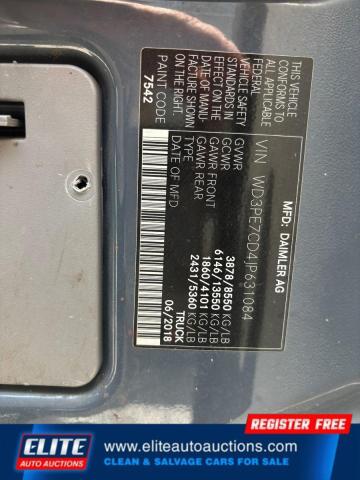 MFD: DAIMLER AG
VIN WD3PE7CD4JP631084
GVWR 3878/8550 KG/LB
GCWR 6146/13550 KG/LB
GAWR FRONT 1860/4101 KG/LB
GAWR REAR 2431/5360 KG/LB
TYPE TRUCK
DATE OF MFD 06/2018
THIS VEHICLE
CONFORMS TO
ALL APPLICABLE
FEDERAL
VEHICLE SAFETY
STANDARDS IN
EFFECT ON THE
DATE OF MANU-
FACTURE SHOWN
ON THE RIGHT.
PAINT CODE
7542
REGISTER FREE
ELITE
AUTO AUCTIONS
www.eliteautoauctions.com
CLEAN & SALVAGE CARS FOR SALE